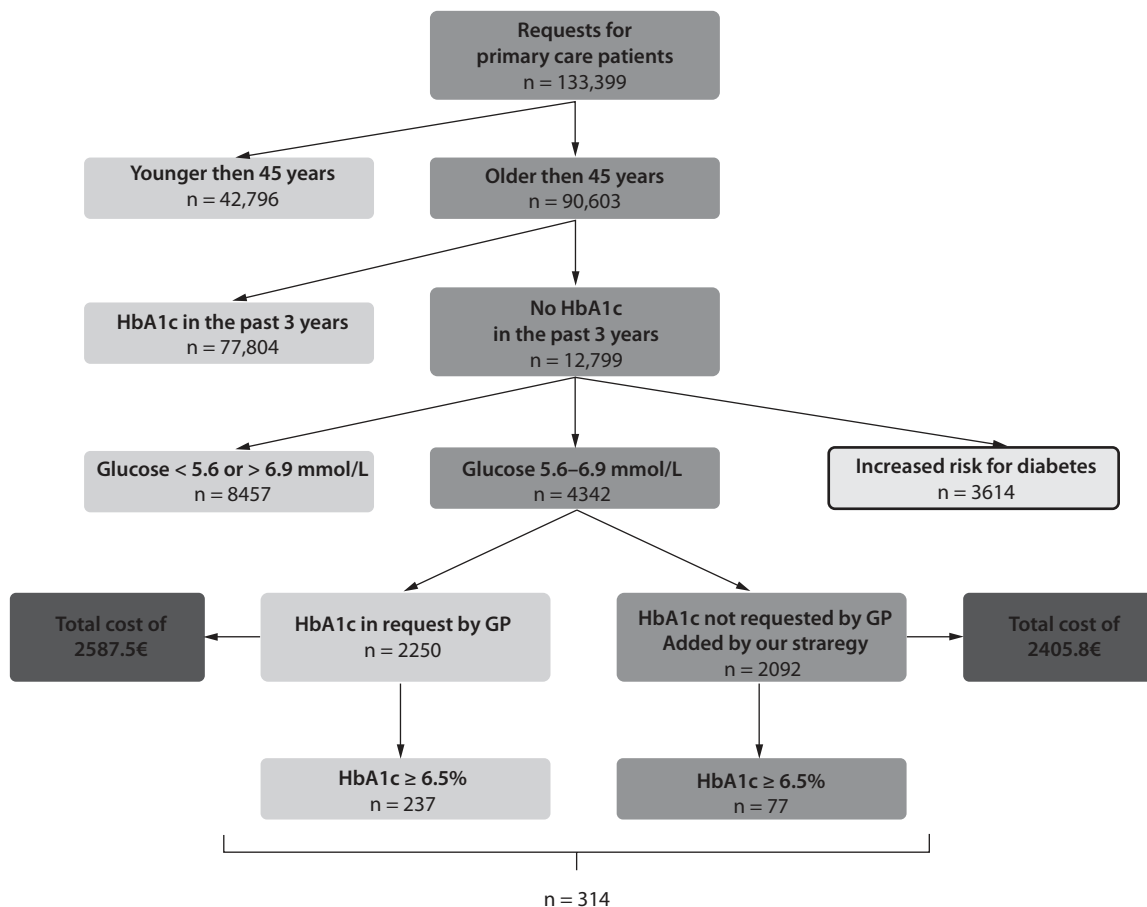 Requests for
primary care patients
n = 133,399
Younger then 45 years
n = 42,796
Older then 45 years
n = 90,603
HbA1c in the past 3 years
n = 77,804
No HbA1c
in the past 3 years
n = 12,799
Glucose < 5.6 or > 6.9 mmol/L
n = 8457
Glucose 5.6–6.9 mmol/L
n = 4342
Increased risk for diabetes
n = 3614
Total cost of
2587.5€
HbA1c in request by GP
n = 2250
HbA1c not requested by GP
Added by our straregy
n = 2092
Total cost of
2405.8€
HbA1c ≥ 6.5%
n = 237
HbA1c ≥ 6.5%
n = 77
n = 314